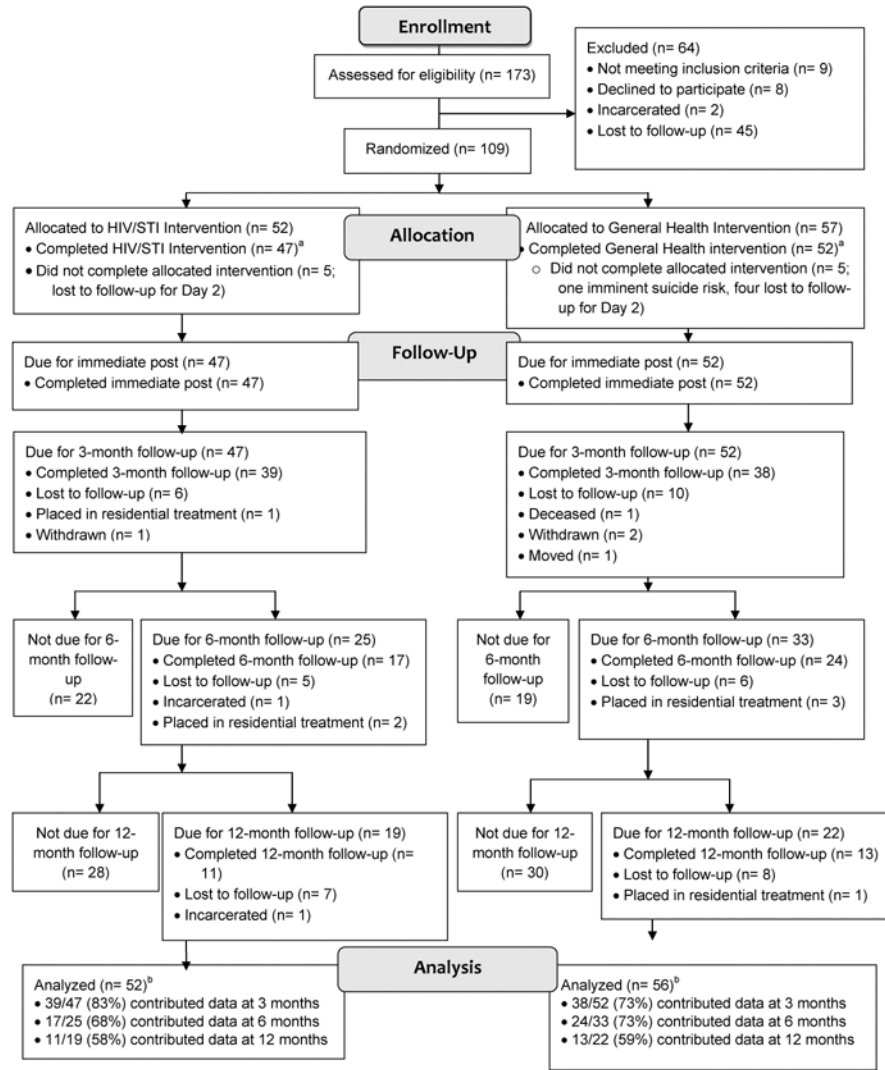 Enrollment
Assessed for eligibility (n= 173)
Excluded (n= 64)
• Not meeting inclusion criteria (n= 9)
• Declined to participate (n= 8)
• Incarcerated (n= 2)
• Lost to follow-up (n= 45)
Randomized (n= 109)
Allocation
Allocated to HIV/STI Intervention (n= 52)
• Completed HIV/STI Intervention (n= 47)ª
• Did not complete allocated intervention (n= 5;
lost to follow-up for Day 2)
Allocated to General Health Intervention (n= 57)
• Completed General Health intervention (n= 52)ª
o Did not complete allocated intervention (n= 5;
one imminent suicide risk, four lost to follow-
up for Day 2)
Follow-Up
Due for immediate post (n= 47)
• Completed immediate post (n= 47)
Due for immediate post (n= 52)
• Completed immediate post (n= 52)
Due for 3-month follow-up (n= 47)
• Completed 3-month follow-up (n= 39)
• Lost to follow-up (n= 6)
• Placed in residential treatment (n= 1)
• Withdrawn (n= 1)
Due for 3-month follow-up (n= 52)
• Completed 3-month follow-up (n= 38)
• Lost to follow-up (n= 10)
• Deceased (n= 1)
• Withdrawn (n= 2)
• Moved (n= 1)
Not due for 6-
month follow-
up
(n= 22)
Due for 6-month follow-up (n= 25)
• Completed 6-month follow-up (n= 17)
• Lost to follow-up (n= 5)
• Incarcerated (n= 1)
• Placed in residential treatment (n= 2)
Not due for
6-month
follow-up
(n= 19)
Due for 6-month follow-up (n= 33)
• Completed 6-month follow-up (n= 24)
• Lost to follow-up (n= 6)
• Placed in residential treatment (n= 3)
Not due for 12-
month follow-up
(n= 28)
Due for 12-month follow-up (n= 19)
• Completed 12-month follow-up (n=
11)
• Lost to follow-up (n= 7)
• Incarcerated (n= 1)
Not due for 12-
month follow-up
(n= 30)
Due for 12-month follow-up (n= 22)
• Completed 12-month follow-up (n= 13)
• Lost to follow-up (n= 8)
• Placed in residential treatment (n= 1)
Analysis
Analyzed (n= 52)ᵇ
• 39/47 (83%) contributed data at 3 months
• 17/25 (68%) contributed data at 6 months
• 11/19 (58%) contributed data at 12 months
Analyzed (n= 56)ᵇ
• 38/52 (73%) contributed data at 3 months
• 24/33 (73%) contributed data at 6 months
• 13/22 (59%) contributed data at 12 months